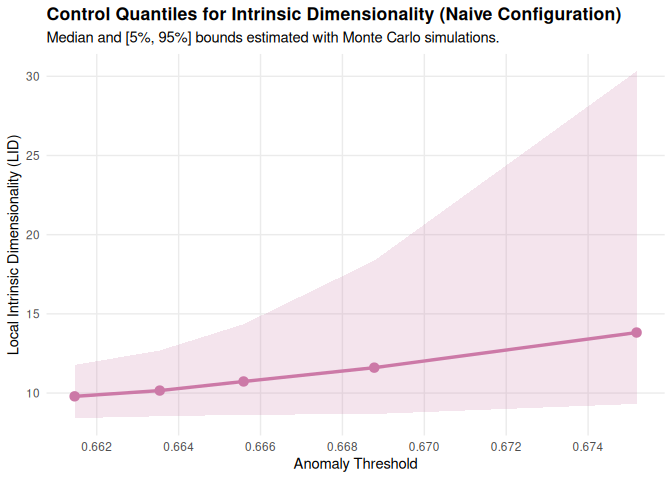 Control Quantiles for Intrinsic Dimensionality (Naive Configuration)
Median and [5%, 95%] bounds estimated with Monte Carlo simulations.
Local Intrinsic Dimensionality (LID)
30
25
20
15
10
0.662 0.664 0.666 0.668 0.670 0.672 0.674
Anomaly Threshold